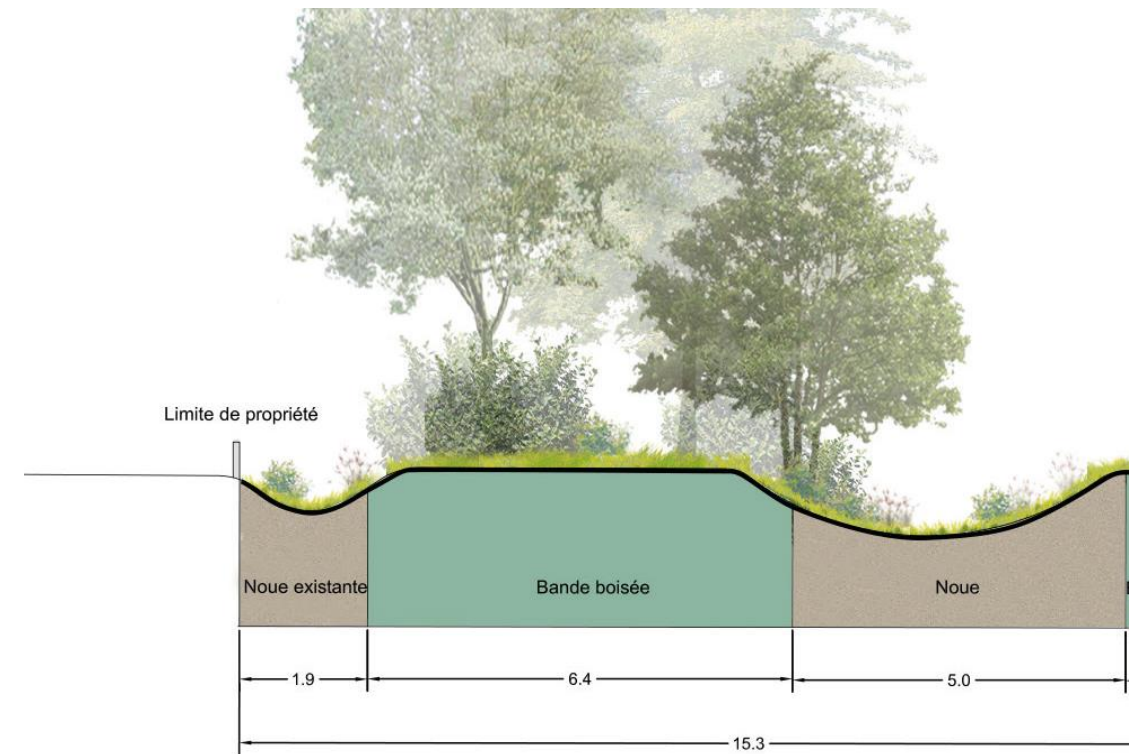 Limite de propriété
Noue existante
Bande boisée
Noue
1.9
6.4
5.0
15.3